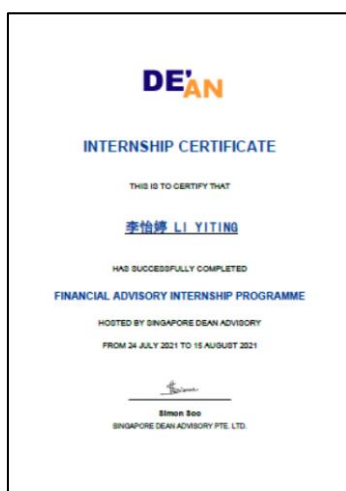 DE'AN
INTERNSHIP CERTIFICATE
THIS IS TO CERTIFY THAT
李怡婷 LI YITING
HAS SUCCESSFULLY COMPLETED
FINANCIAL ADVISORY INTERNSHIP PROGRAMME
HOSTED BY SINGAPORE DEAN ADVISORY
FROM 24 JULY 2021 TO 15 AUGUST 2021
Simon Soo
SINGAPORE DEAN ADVISORY PTE. LTD.